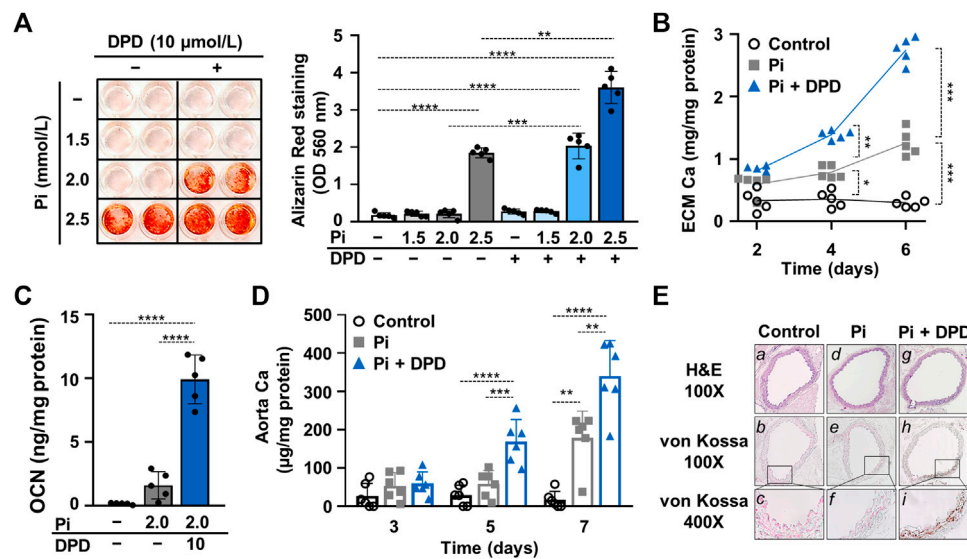 A
DPD (10 μmol/L)
– +
Pi (mmol/L)
–
1.5
2.0
2.5
Alizarin Red staining
(OD 560 nm)
5
4
3
2
1
0
**
****
****
****
***
Pi – 1.5 2.0 2.5 – 1.5 2.0 2.5
DPD – – – – + + + +
B
ECM Ca (mg/mg protein)
3
2
1
0
Control
Pi
Pi + DPD
**
*
***
***
2 4 6
Time (days)
C
OCN (ng/mg protein)
15
10
5
0
****
****
Pi – 2.0 2.0
DPD – – 10
D
Aorta Ca
(μg/mg protein)
500
400
300
200
100
0
Control
Pi
Pi + DPD
****
***
****
**
**
3 5 7
Time (days)
E
Control Pi Pi + DPD
H&E
100X
a d g
von Kossa
100X
b e h
von Kossa
400X
c f i